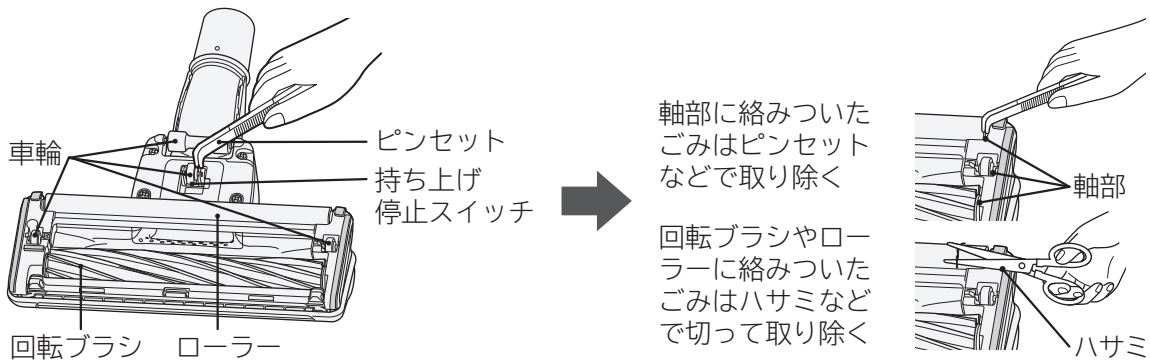 車輪
ピンセット
持ち上げ
停止スイッチ
回転ブラシ
ローラー
軸部に絡みついた
ごみはピンセット
などで取り除く
軸部
回転ブラシやロー
ラーに絡みついた
ごみはハサミなど
で切って取り除く
ハサミ